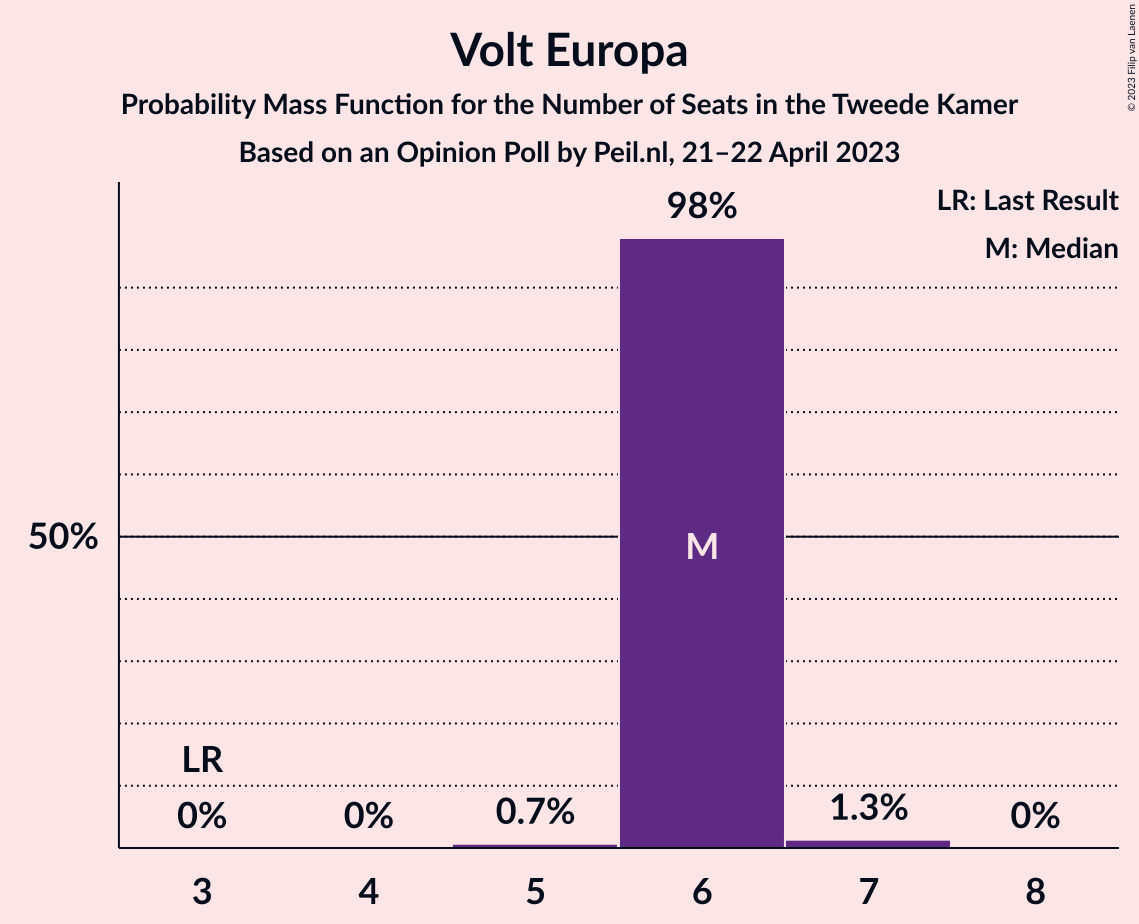 Volt Europa
Probability Mass Function for the Number of Seats in the Tweede Kamer
Based on an Opinion Poll by Peil.nl, 21–22 April 2023
© 2023 Filip van Laenen
LR: Last Result
M: Median
98%
50%
M
LR
0%
0%
0.7%
1.3%
0%
3
4
5
6
7
8